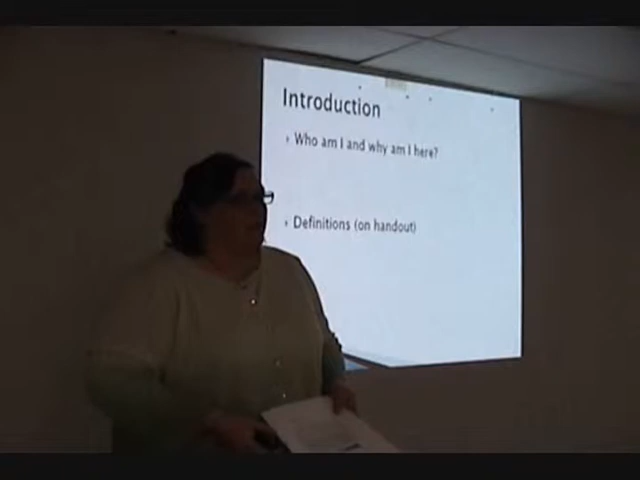 Introduction
Who am I and why am I here?
Definitions (on handout)